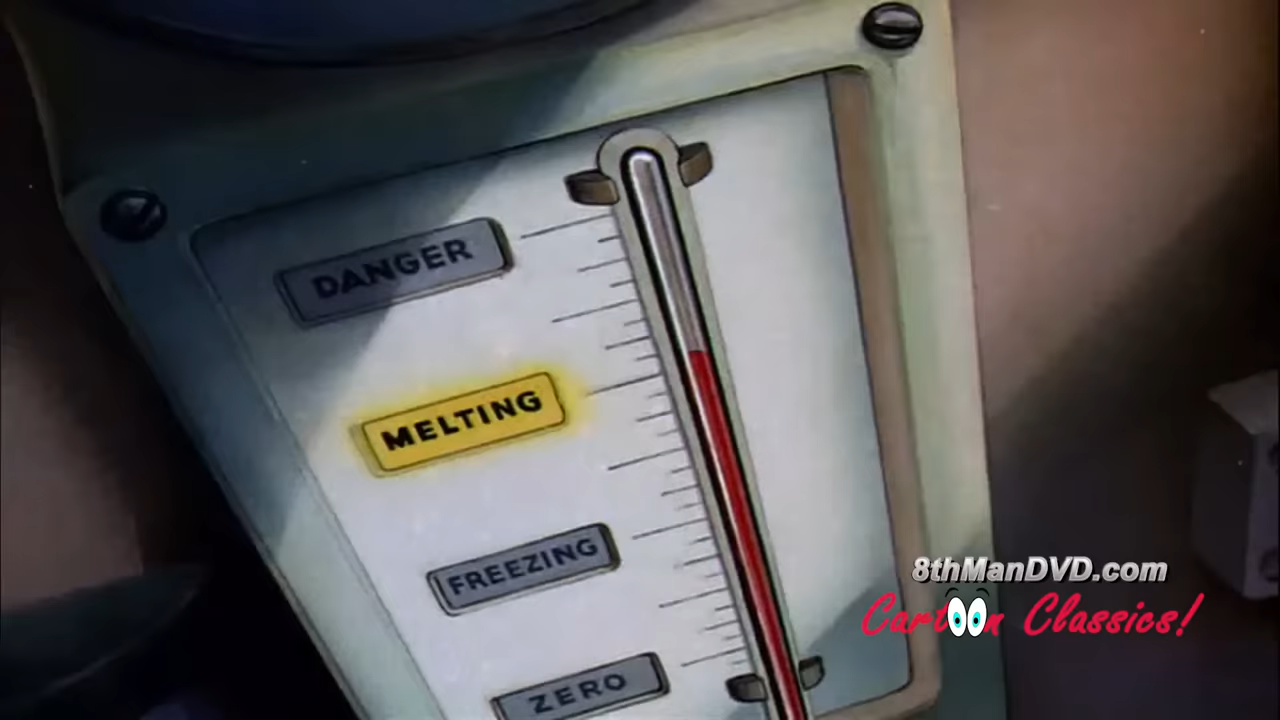 DANGER
MELTING
FREEZING
ZERO
8thManDVD.com
Cartoon Classics!